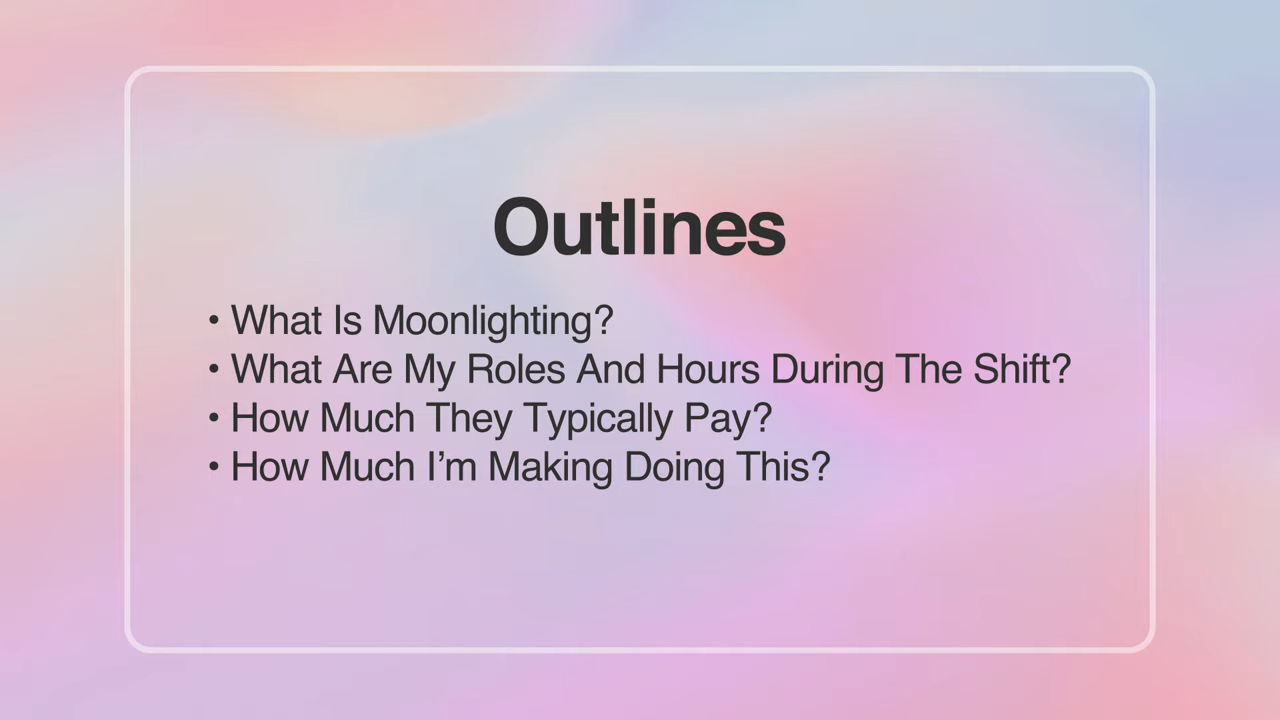 Outlines
• What Is Moonlighting?
• What Are My Roles And Hours During The Shift?
• How Much They Typically Pay?
• How Much I’m Making Doing This?